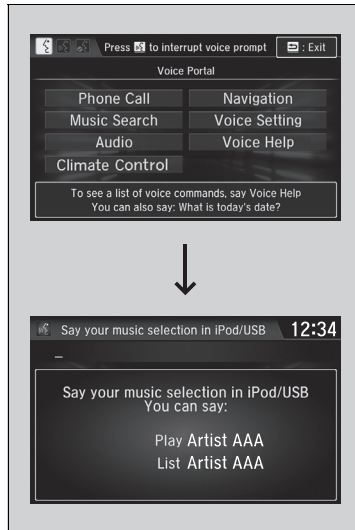 Press to interrupt voice prompt : Exit
Voice Portal
Phone Call Navigation
Music Search Voice Setting
Audio Voice Help
Climate Control
To see a list of voice commands, say Voice Help
You can also say: What is today's date?
Say your music selection in iPod/USB 12:34
Say your music selection in iPod/USB
You can say:
Play Artist AAA
List Artist AAA